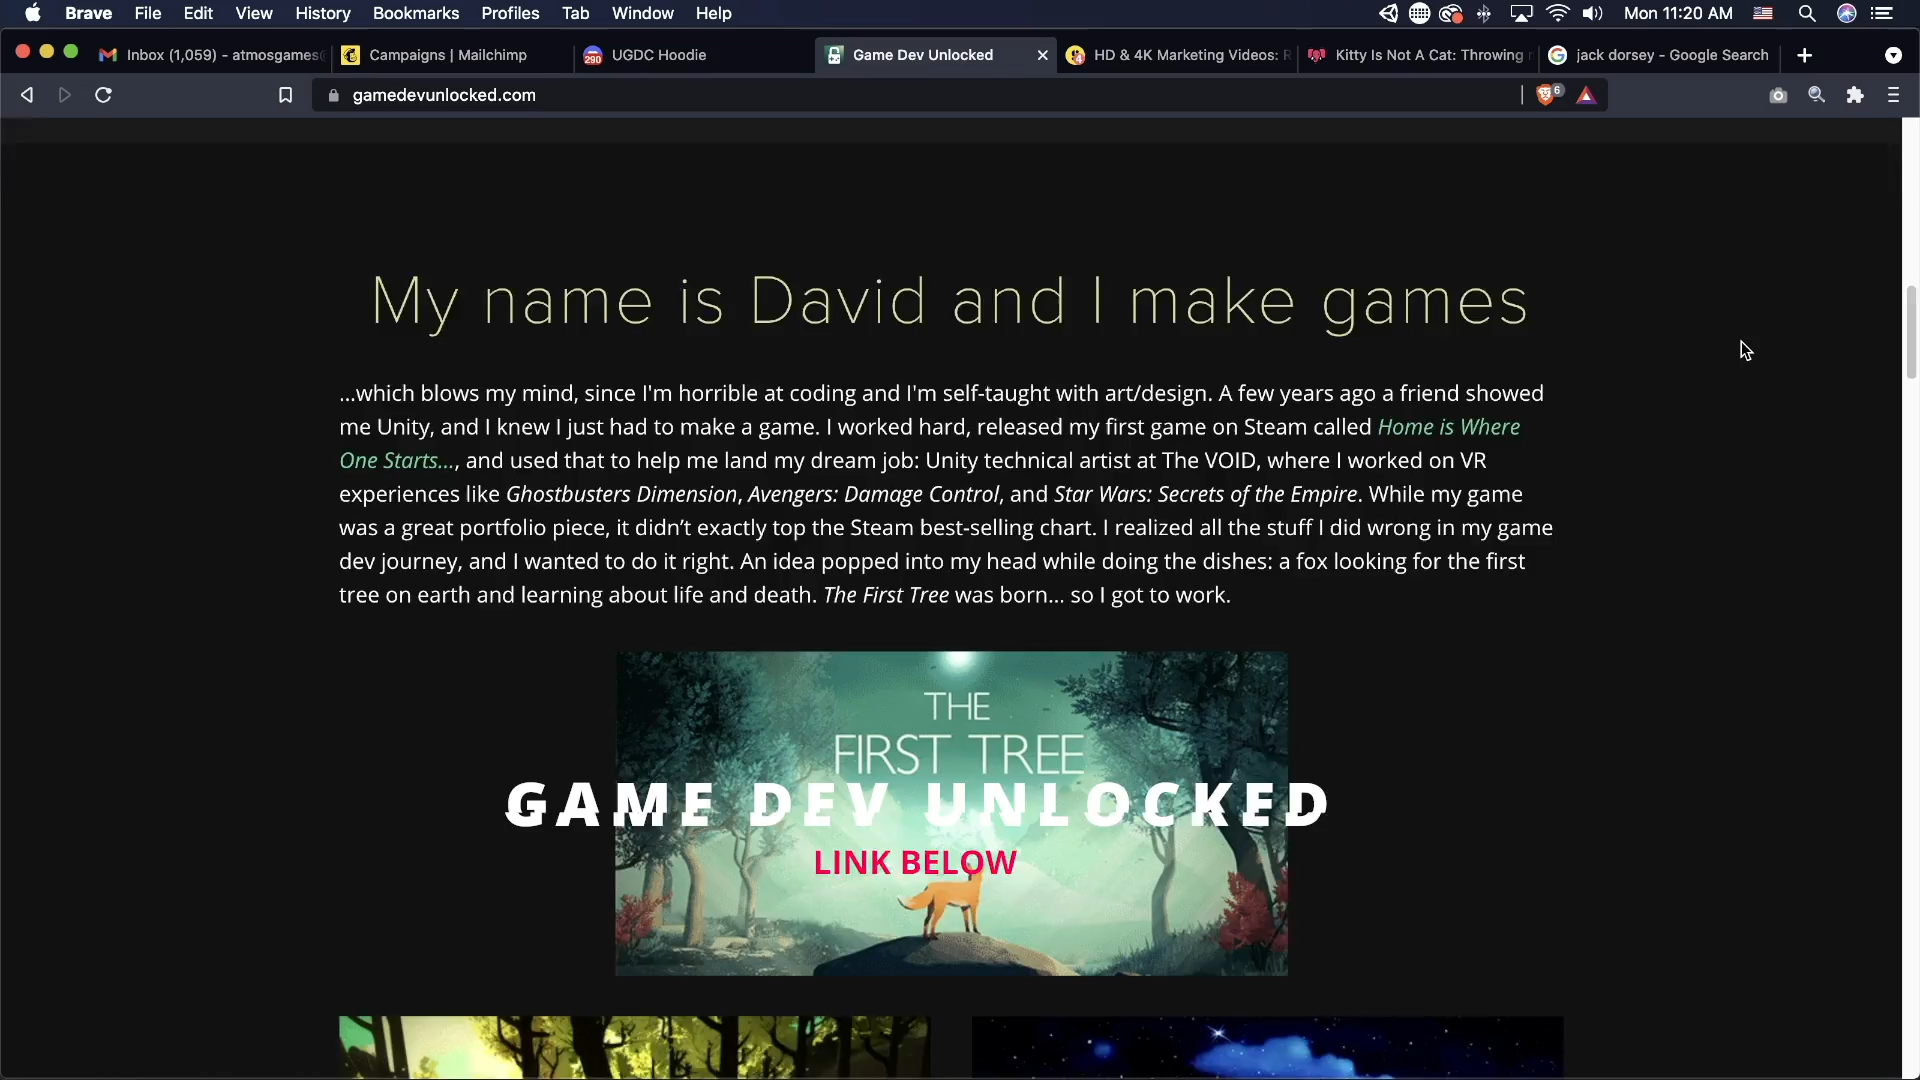 Brave File Edit View History Bookmarks Profiles Tab Window Help Mon 11:20 AM
Inbox (1,059) - atmosgames Campaigns | Mailchimp 290 UGDC Hoodie Game Dev Unlocked HD & 4K Marketing Videos: R Kitty Is Not A Cat: Throwing jack dorsey - Google Search
gamedevunlocked.com 6
My name is David and I make games
...which blows my mind, since I'm horrible at coding and I'm self-taught with art/design. A few years ago a friend showed
me Unity, and I knew I just had to make a game. I worked hard, released my first game on Steam called Home is Where
One Starts..., and used that to help me land my dream job: Unity technical artist at The VOID, where I worked on VR
experiences like Ghostbusters Dimension, Avengers: Damage Control, and Star Wars: Secrets of the Empire. While my game
was a great portfolio piece, it didn’t exactly top the Steam best-selling chart. I realized all the stuff I did wrong in my game
dev journey, and I wanted to do it right. An idea popped into my head while doing the dishes: a fox looking for the first
tree on earth and learning about life and death. The First Tree was born... so I got to work.
THE
FIRST TREE
GAME DEV UNLOCKED
LINK BELOW